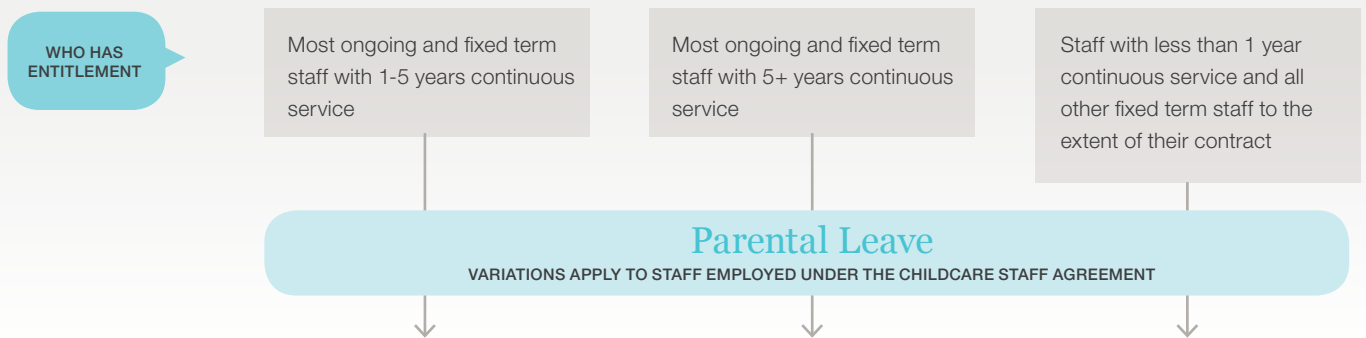 WHO HAS
ENTITLEMENT
Most ongoing and fixed term
staff with 1-5 years continuous
service
Most ongoing and fixed term
staff with 5+ years continuous
service
Staff with less than 1 year
continuous service and all
other fixed term staff to the
extent of their contract
Parental Leave
VARIATIONS APPLY TO STAFF EMPLOYED UNDER THE CHILDCARE STAFF AGREEMENT